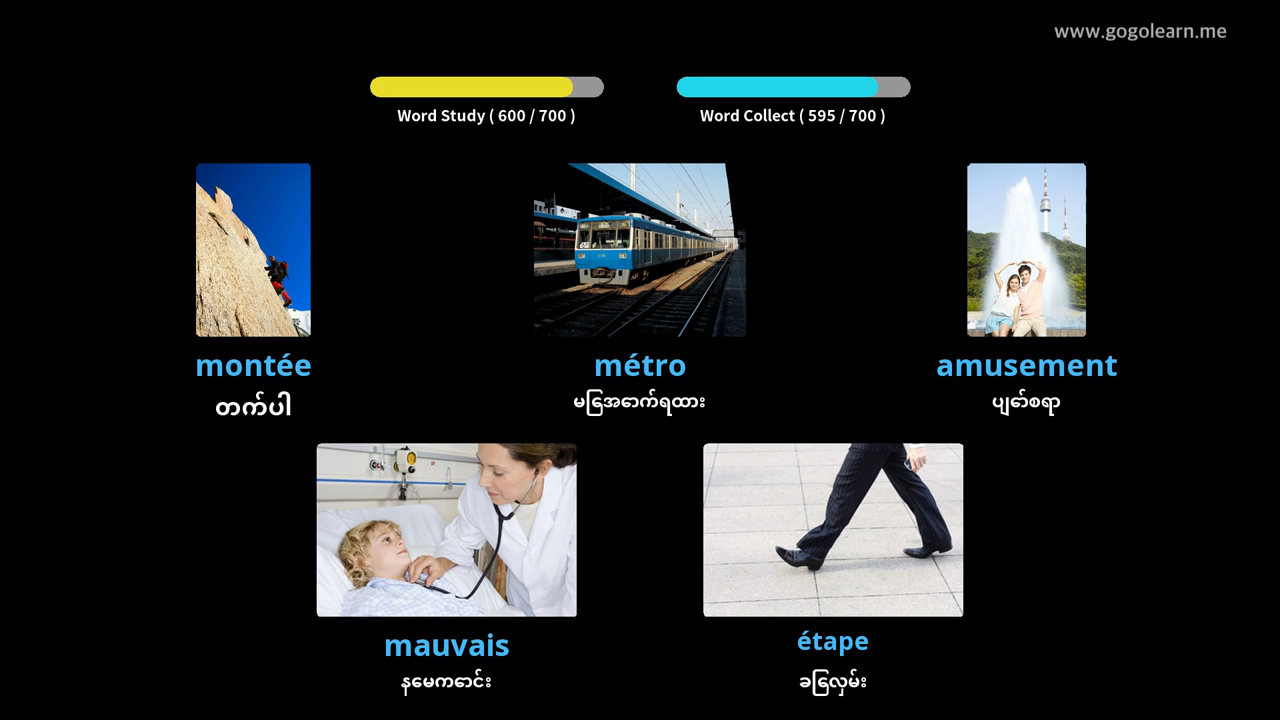 www.gogolearn.me
Word Study ( 600 / 700 )
Word Collect ( 595 / 700 )
montée
métro
amusement
တက်ပါ
မြေအောက်ရထား
ပျော်စရာ
mauvais
étape
နေမကောင်း
ခြေလှမ်း